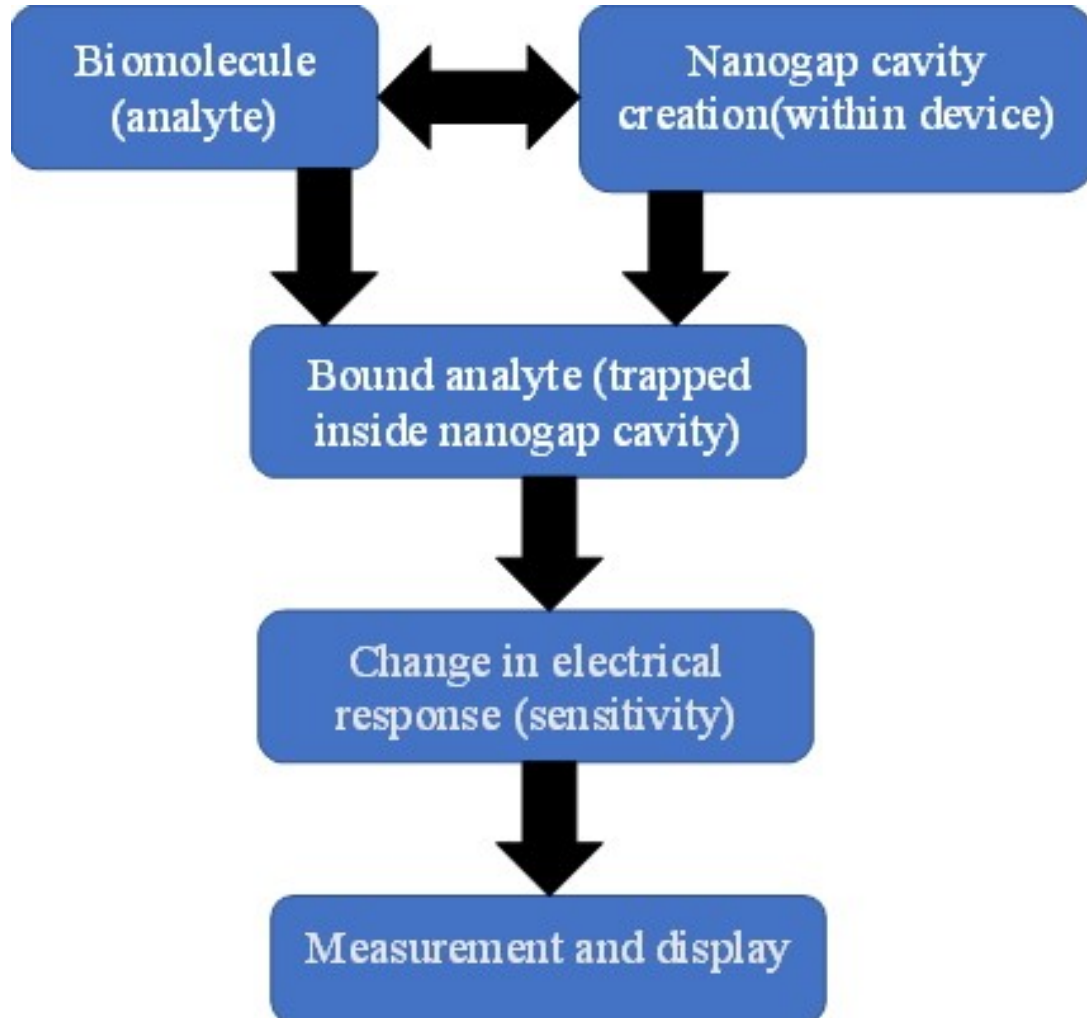 Biomolecule
(analyte)
Nanogap cavity
creation(within device)
Bound analyte (trapped
inside nanogap cavity)
Change in electrical
response (sensitivity)
Measurement and display